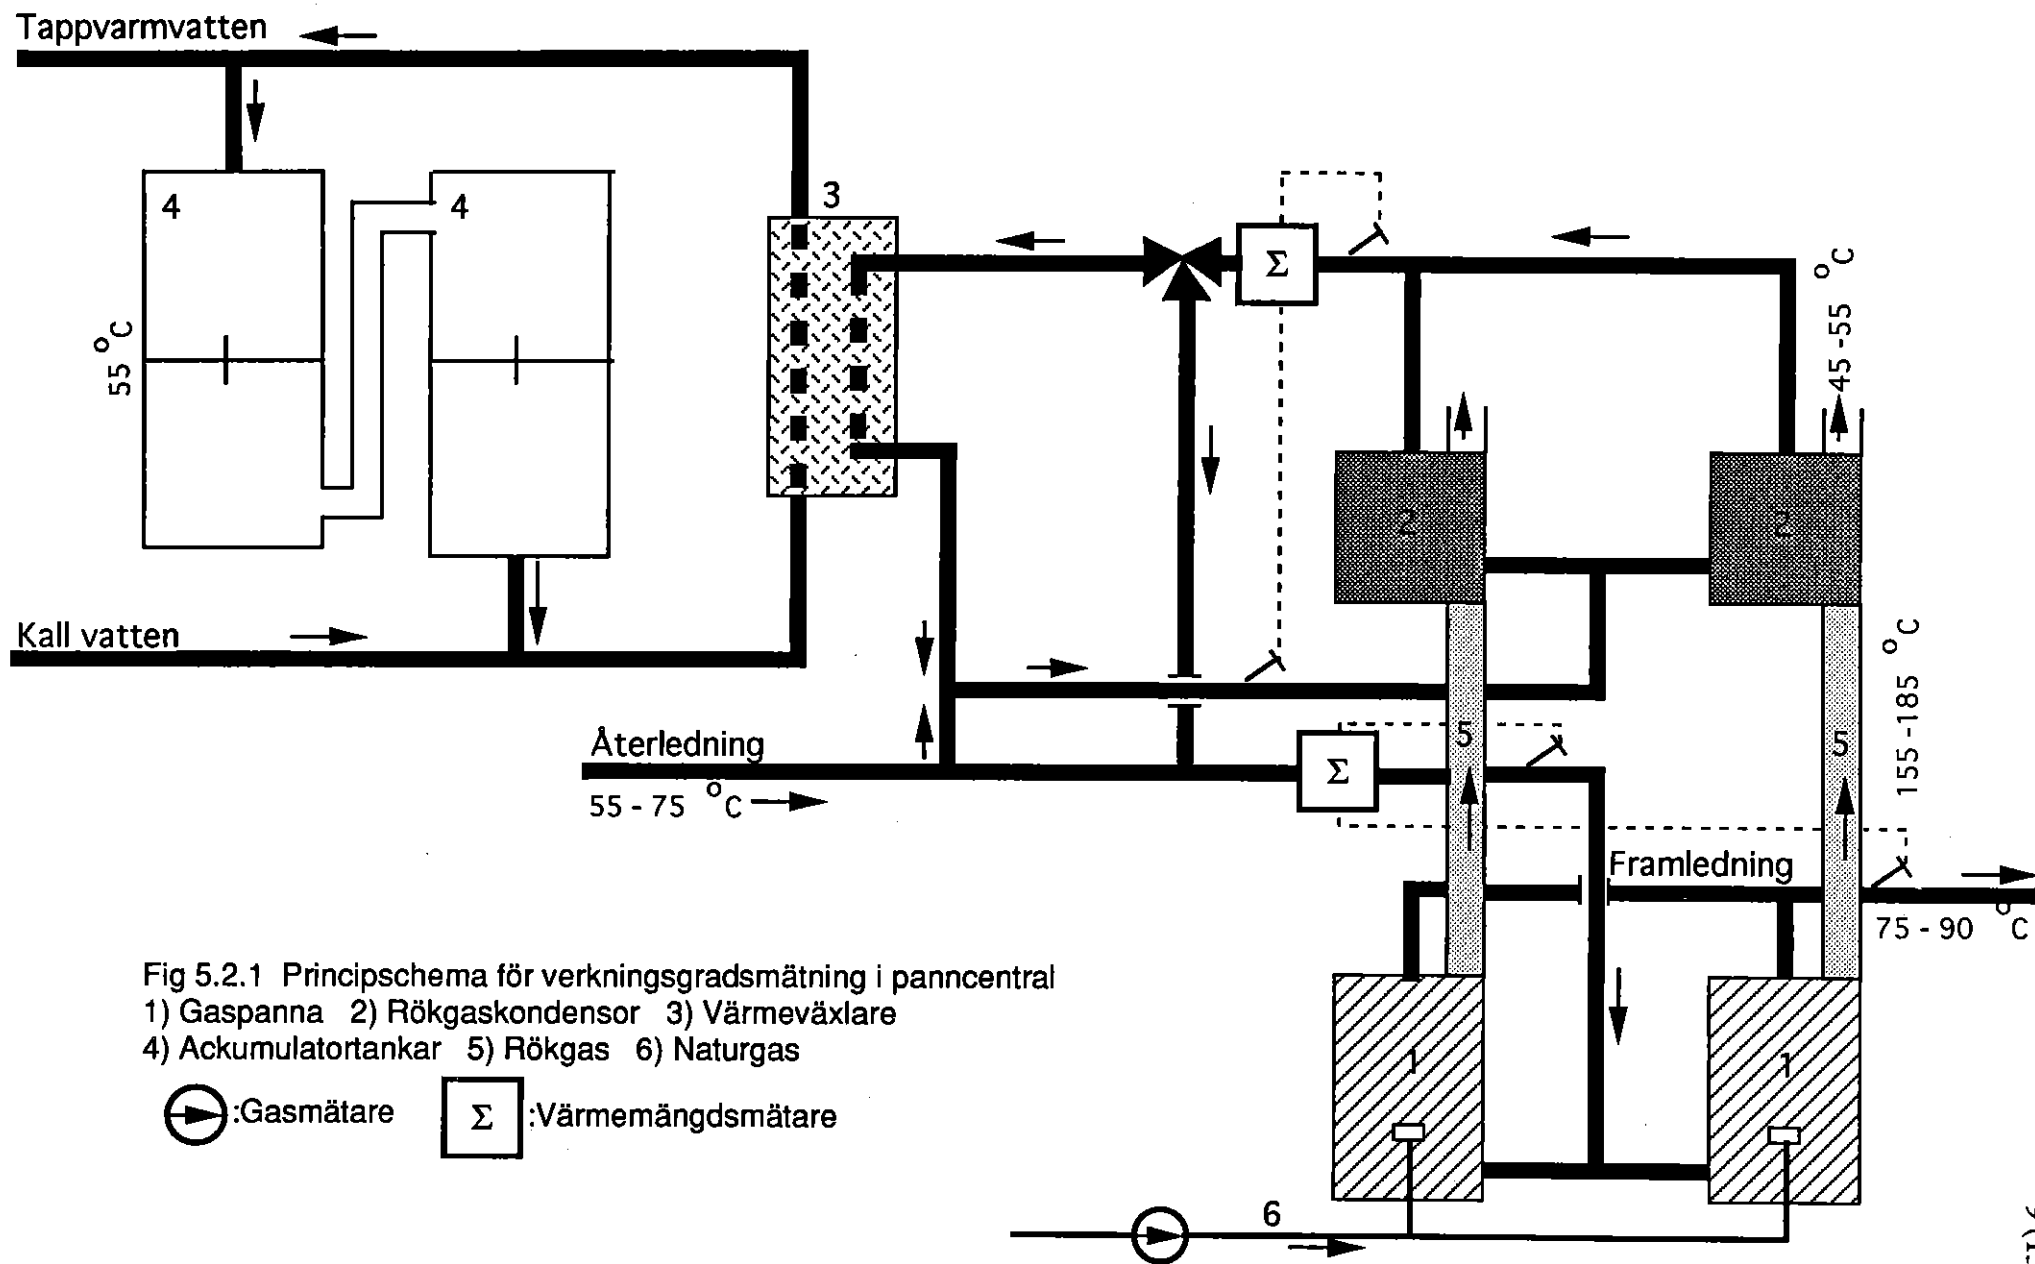 Tappvarmvatten
4
4
3
Σ
45 -55 °C
55 °C
2
2
Kall vatten
155 -185 °C
Återledning
5
5
Σ
55 - 75 °C
Framledning
75 - 90 °C
Fig 5.2.1 Principschema för verkningsgradsmätning i panncentral
1) Gaspanna 2) Rökgaskondensor 3) Värmeväxlare
4) Ackumulatortankar 5) Rökgas 6) Naturgas
1
1
:Gasmätare Σ :Värmemängdsmätare
6